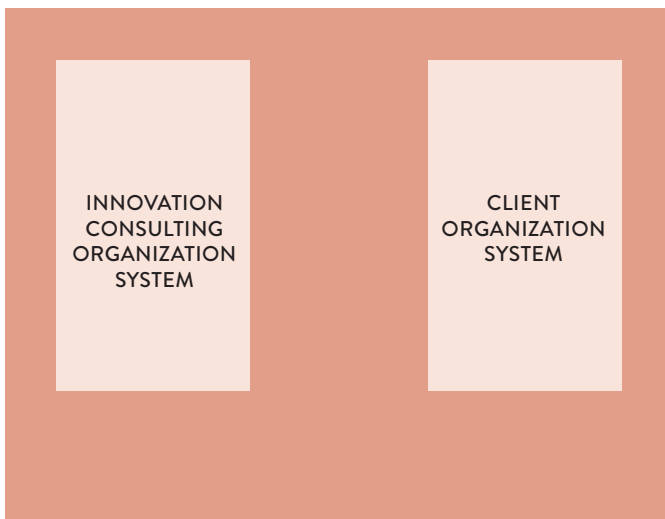 INNOVATION
CONSULTING
ORGANIZATION
SYSTEM
CLIENT
ORGANIZATION
SYSTEM